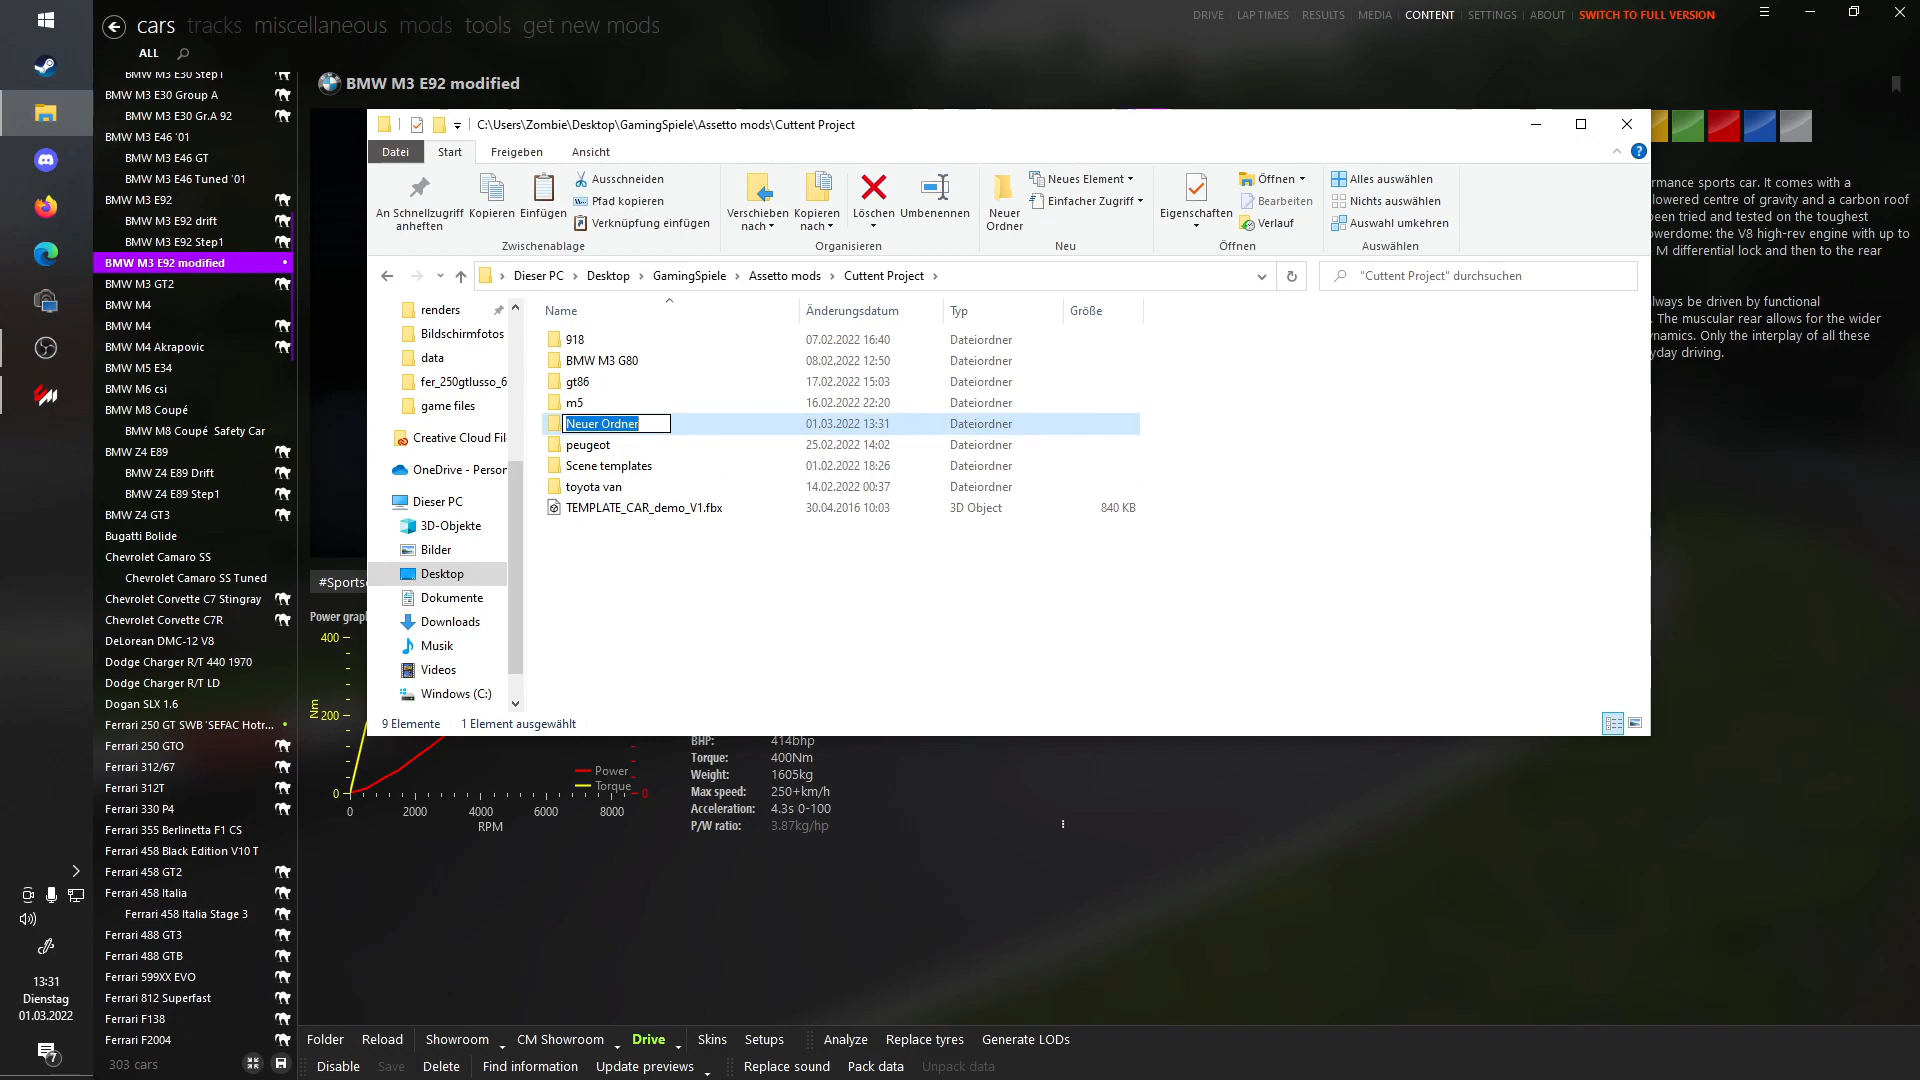 cars tracks miscellaneous mods tools get new mods
DRIVE LAP TIMES RESULTS MEDIA CONTENT SETTINGS ABOUT SWITCH TO FULL VERSION
ALL
BMW M3 E30 Step1
BMW M3 E30 Group A
BMW M3 E30 Gr.A 92
BMW M3 E46 '01
BMW M3 E46 GT
BMW M3 E46 Tuned '01
BMW M3 E92
BMW M3 E92 drift
BMW M3 E92 Step1
BMW M3 E92 modified
BMW M3 GT2
BMW M4
BMW M4
BMW M4 Akrapovic
BMW M5 E34
BMW M6 csi
BMW M8 Coupé
BMW M8 Coupé Safety Car
BMW Z4 E89
BMW Z4 E89 Drift
BMW Z4 E89 Step1
BMW Z4 GT3
Bugatti Bolide
Chevrolet Camaro SS
Chevrolet Camaro SS Tuned
Chevrolet Corvette C7 Stingray
Chevrolet Corvette C7R
DeLorean DMC-12 V8
Dodge Charger R/T 440 1970
Dodge Charger R/T LD
Dogan SLX 1.6
Ferrari 250 GT SWB 'SEFAC Hotr...
Ferrari 250 GTO
Ferrari 312/67
Ferrari 312T
Ferrari 330 P4
Ferrari 355 Berlinetta F1 CS
Ferrari 458 Black Edition V10 T
Ferrari 458 GT2
Ferrari 458 Italia
Ferrari 458 Italia Stage 3
Ferrari 488 GT3
Ferrari 488 GTB
Ferrari 599XX EVO
Ferrari 812 Superfast
Ferrari F138
Ferrari F2004
303 cars
13:31
Dienstag
01.03.2022
7
BMW M3 E92 modified
C:\Users\Zombie\Desktop\GamingSpiele\Assetto mods\Cuttent Project
Datei Start Freigeben Ansicht
An Schnellzugriff anheften
Kopieren
Einfügen
Ausschneiden
Pfad kopieren
Verknüpfung einfügen
Zwischenablage
Verschieben nach
Kopieren nach
Löschen
Umbenennen
Organisieren
Neuer Ordner
Neues Element
Einfacher Zugriff
Neu
Eigenschaften
Öffnen
Bearbeiten
Verlauf
Öffnen
Alles auswählen
Nichts auswählen
Auswahl umkehren
Auswählen
Dieser PC > Desktop > GamingSpiele > Assetto mods > Cuttent Project >
"Cuttent Project" durchsuchen
renders
Bildschirmfotos
data
fer_250gtlusso_6
game files
Creative Cloud Fil
OneDrive - Person
Dieser PC
3D-Objekte
Bilder
Desktop
Dokumente
Downloads
Musik
Videos
Windows (C:)
Name Änderungsdatum Typ Größe
918 07.02.2022 16:40 Dateiordner
BMW M3 G80 08.02.2022 12:50 Dateiordner
gt86 17.02.2022 15:03 Dateiordner
m5 16.02.2022 22:20 Dateiordner
Neuer Ordner 01.03.2022 13:31 Dateiordner
peugeot 25.02.2022 14:02 Dateiordner
Scene templates 01.02.2022 18:26 Dateiordner
toyota van 14.02.2022 00:37 Dateiordner
TEMPLATE_CAR_demo_V1.fbx 30.04.2016 10:03 3D Object 840 KB
9 Elemente 1 Element ausgewählt
rmance sports car. It comes with a
lowered centre of gravity and a carbon roof
been tried and tested on the toughest
owerdome: the V8 high-rev engine with up to
M differential lock and then to the rear
lways be driven by functional
. The muscular rear allows for the wider
ynamics. Only the interplay of all these
yday driving.
#Sports
Power grap
400
200
0
Nm
0 2000 4000 6000 8000
RPM
Power
Torque
0
BHP: 414bhp
Torque: 400Nm
Weight: 1605kg
Max speed: 250+km/h
Acceleration: 4.3s 0-100
P/W ratio: 3.87kg/hp
Folder Reload Showroom CM Showroom Drive Skins Setups Analyze Replace tyres Generate LODs
Disable Save Delete Find information Update previews Replace sound Pack data Unpack data